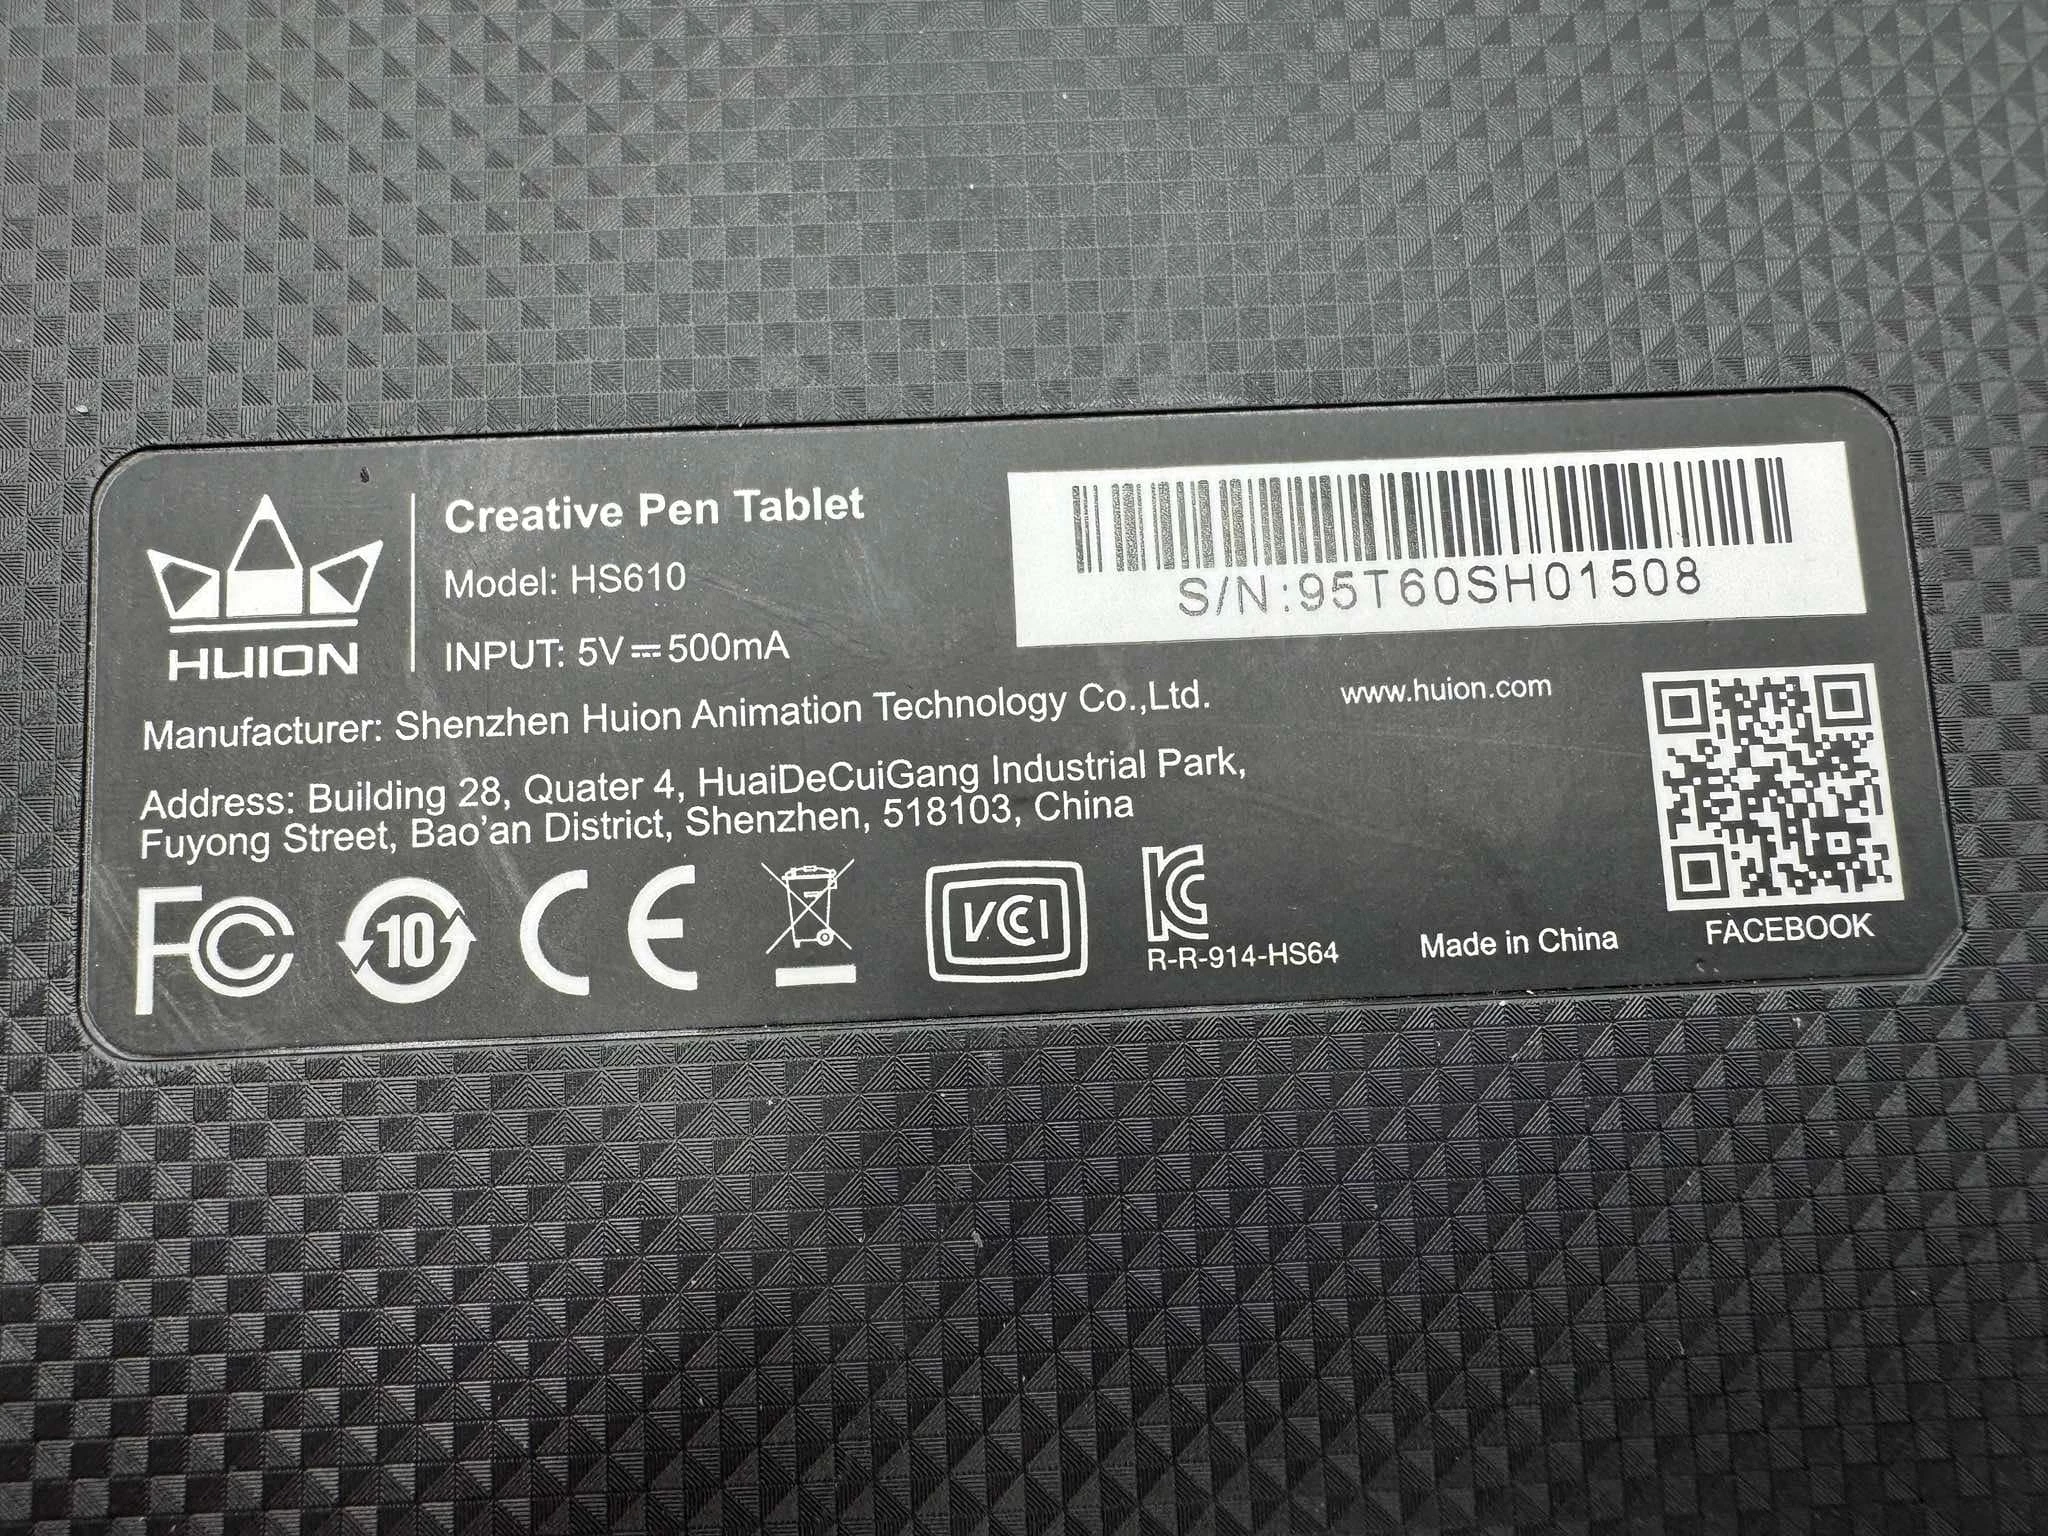 HUION
Creative Pen Tablet
Model: HS610
INPUT: 5V⎓500mA
S/N:95T60SH01508
Manufacturer: Shenzhen Huion Animation Technology Co.,Ltd.
www.huion.com
Address: Building 28, Quater 4, HuaiDeCuiGang Industrial Park,
Fuyong Street, Bao'an District, Shenzhen, 518103, China
FC
10
CE
VCCI
KC
R-R-914-HS64
Made in China
FACEBOOK